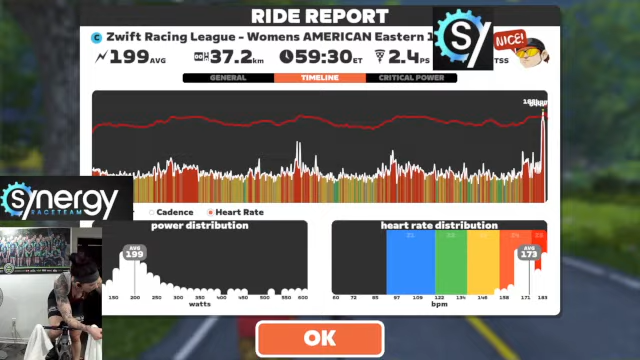 RIDE REPORT
C Zwift Racing League - Womens AMERICAN Eastern 1
199 AVG 37.2 km 59:30 ET 2.4 PS TSS
Sy
NICE!
GENERAL TIMELINE CRITICAL POWER
Synergy
RACETEAM
Cadence Heart Rate
power distribution
AVG
199
150 200 250 300 350 400 450 500 550 600
watts
heart rate distribution
AVG
173
60 72 85 97 109 122 134 146 158 171 183
bpm
OK